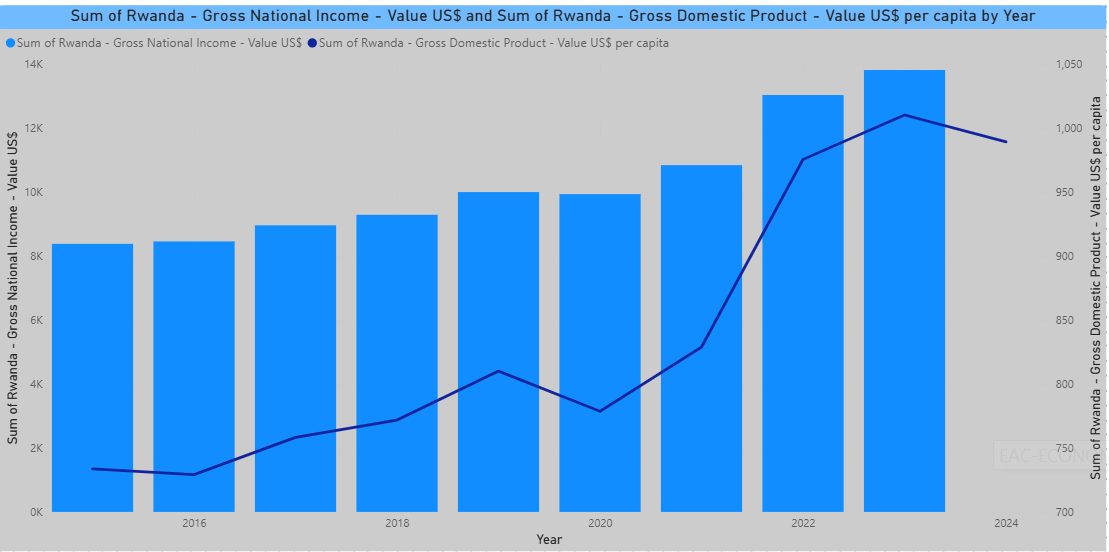 Sum of Rwanda - Gross National Income - Value US$ and Sum of Rwanda - Gross Domestic Product - Value US$ per capita by Year
Sum of Rwanda - Gross National Income - Value US$ Sum of Rwanda - Gross Domestic Product - Value US$ per capita
Sum of Rwanda - Gross National Income - Value US$
14K
12K
10K
8K
6K
4K
2K
0K
1,050
1,000
950
900
850
800
750
700
Sum of Rwanda - Gross Domestic Product - Value US$ per capita
EAC-ECONO
2016 2018 2020 2022 2024
Year